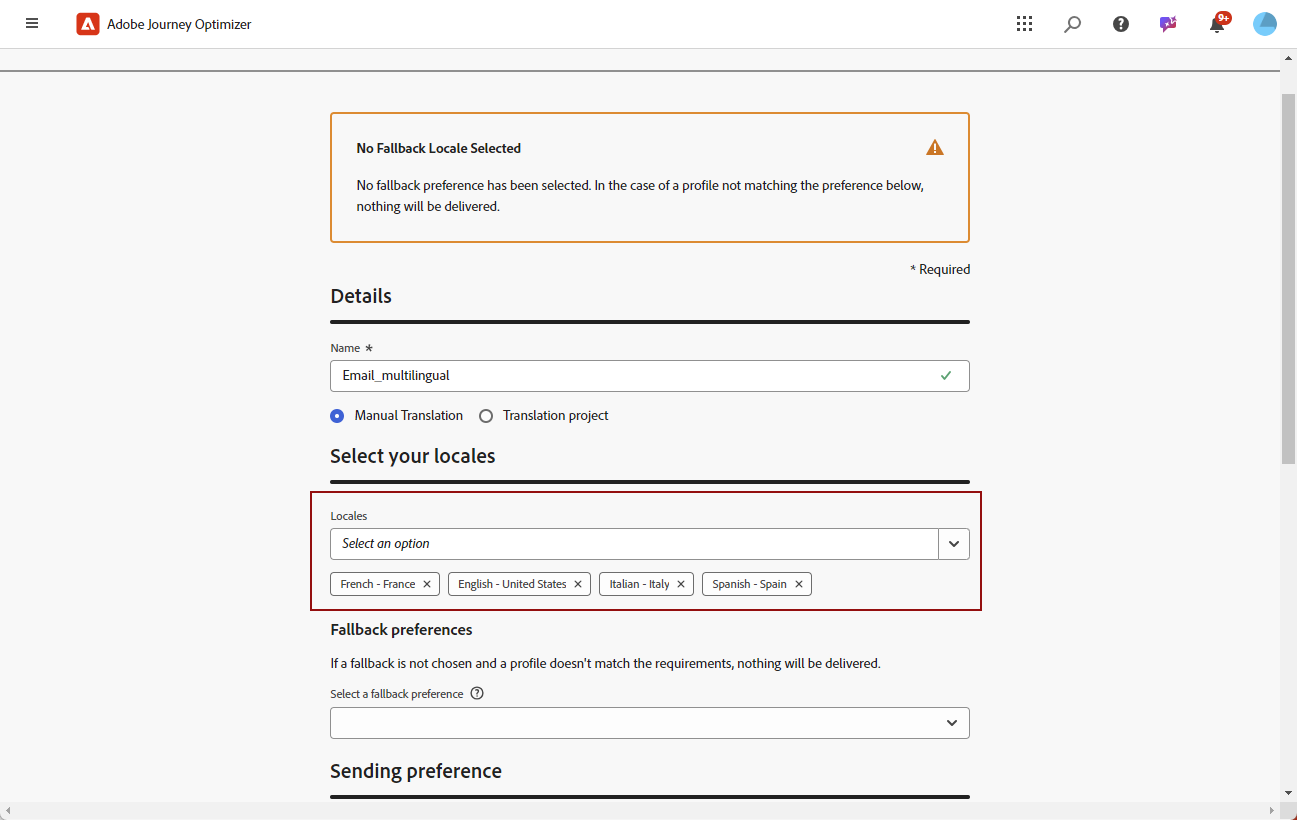 Adobe Journey Optimizer
9+
No Fallback Locale Selected
No fallback preference has been selected. In the case of a profile not matching the preference below,
nothing will be delivered.
* Required
Details
Name *
Email_multilingual
Manual Translation Translation project
Select your locales
Locales
Select an option
French - France English - United States Italian - Italy Spanish - Spain
Fallback preferences
If a fallback is not chosen and a profile doesn't match the requirements, nothing will be delivered.
Select a fallback preference
Sending preference